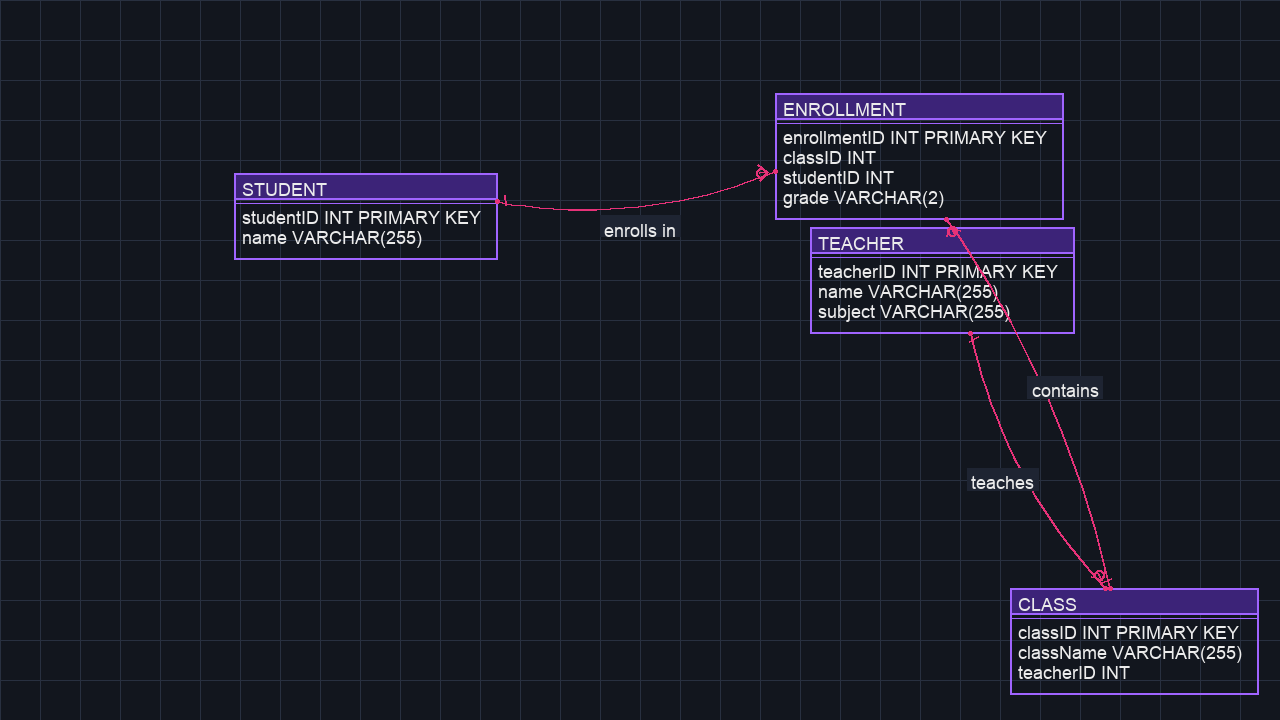 ENROLLMENT
enrollmentID INT PRIMARY KEY
classID INT
studentID INT
grade VARCHAR(2)
STUDENT
studentID INT PRIMARY KEY
name VARCHAR(255)
enrolls in
TEACHER
teacherID INT PRIMARY KEY
name VARCHAR(255)
subject VARCHAR(255)
contains
teaches
CLASS
classID INT PRIMARY KEY
className VARCHAR(255)
teacherID INT